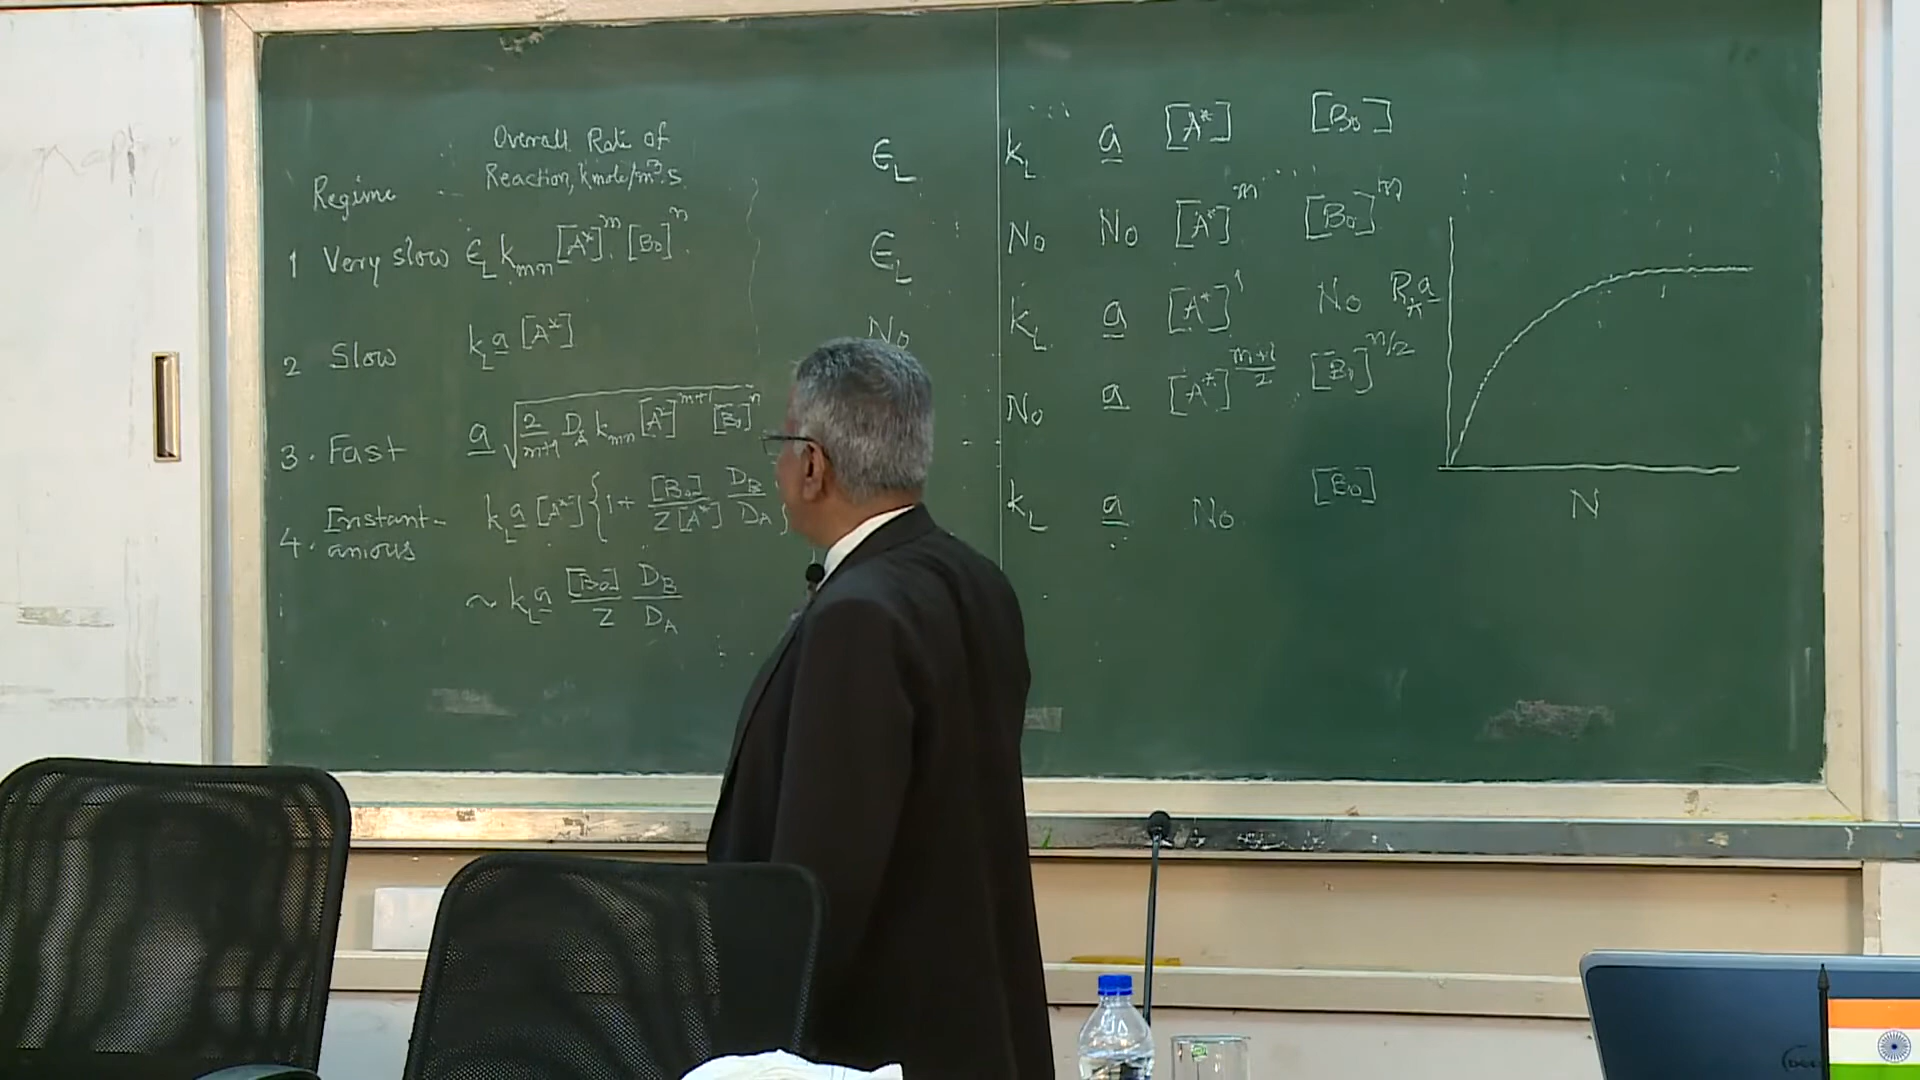 Overall Rate of
Regime Reaction, kmole/m³.s. ϵ_L k_L a [A*] [B₀]
1 Very slow ϵ_L k_mn [A*]^m [B₀]^n ϵ_L No No [A*]^m [B₀]^n
2 Slow k_L a [A*] No k_L a [A*]^1 No
3. Fast a √(2/(m+1) D_A k_mn [A*]^(m+1) [B₀]^n) No a [A*]^((m+1)/2) [B₀]^(n/2)
4. Instant-
anious k_L a [A*] {1 + [B₀]/Z[A*] D_B/D_A} k_L a No [B₀]
~ k_L a [B₀]/Z D_B/D_A
R_A a
N